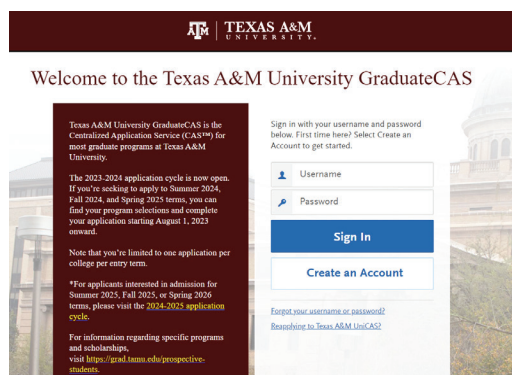 ATM | TEXAS A&M
UNIVERSITY.
Welcome to the Texas A&M University GraduateCAS
Texas A&M University GraduateCAS is the
Centralized Application Service (CAS™) for
most graduate programs at Texas A&M
University.
The 2023-2024 application cycle is now open.
If you're seeking to apply to Summer 2024,
Fall 2024, and Spring 2025 terms, you can
find your program selections and complete
your application starting August 1, 2023
onward.
Note that you're limited to one application per
college per entry term.
*For applicants interested in admission for
Summer 2025, Fall 2025, or Spring 2026
terms, please visit the 2024-2025 application
cycle.
For information regarding specific programs
and scholarships,
visit https://grad.tamu.edu/prospective-
students.
Sign in with your username and password
below. First time here? Select Create an
Account to get started.
Username
Password
Sign In
Create an Account
Forgot your username or password?
Reapplying to Texas A&M UniCAS?